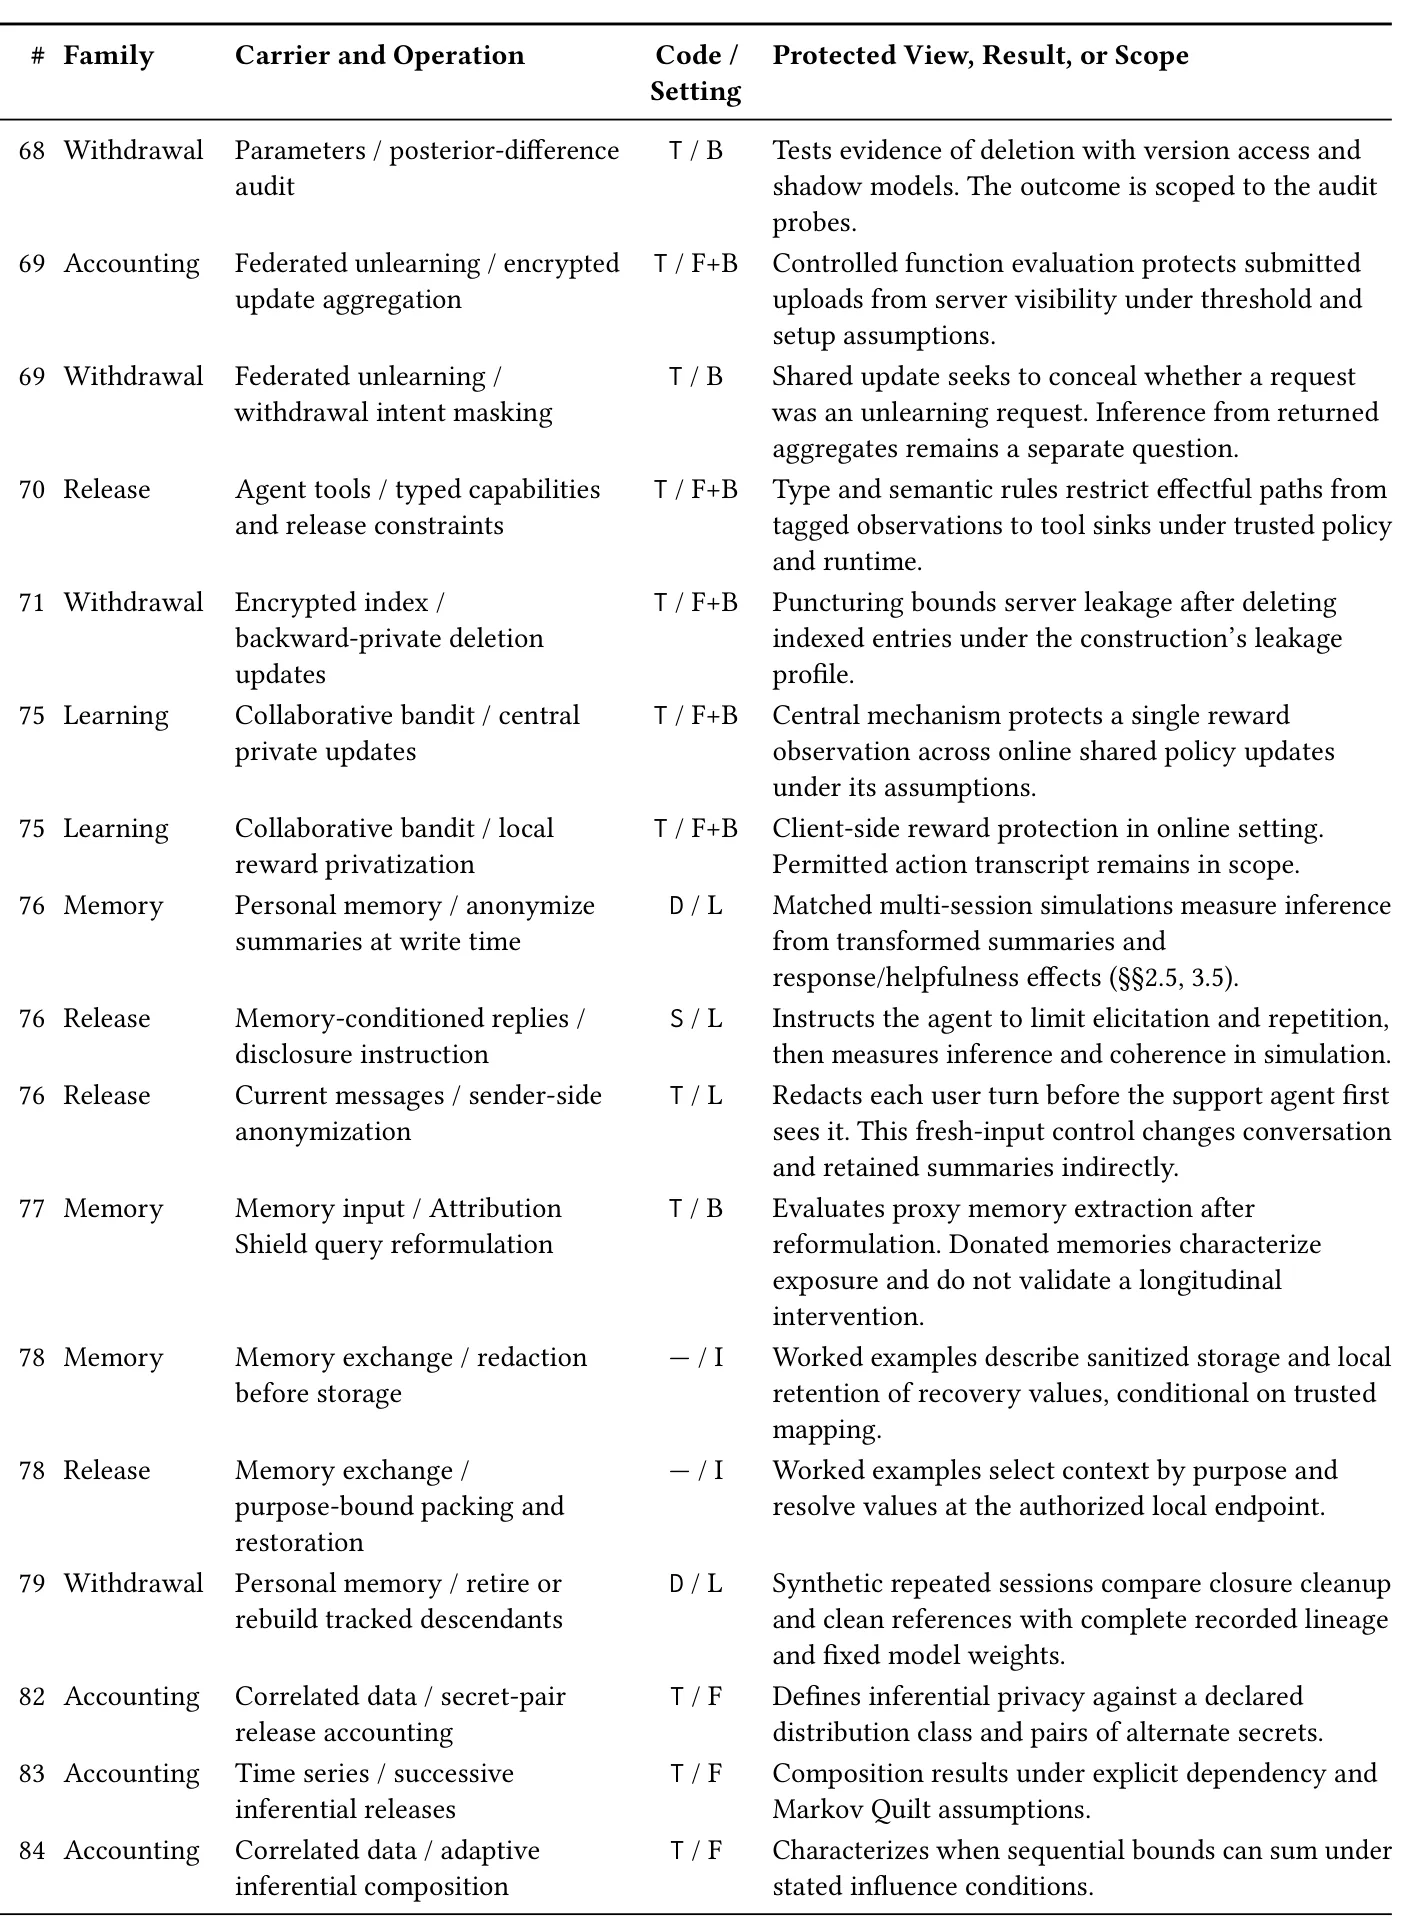 # Family Carrier and Operation Code / Protected View, Result, or Scope
Setting
68 Withdrawal Parameters / posterior-difference T / B Tests evidence of deletion with version access and
audit shadow models. The outcome is scoped to the audit
probes.
69 Accounting Federated unlearning / encrypted T / F+B Controlled function evaluation protects submitted
update aggregation uploads from server visibility under threshold and
setup assumptions.
69 Withdrawal Federated unlearning / T / B Shared update seeks to conceal whether a request
withdrawal intent masking was an unlearning request. Inference from returned
aggregates remains a separate question.
70 Release Agent tools / typed capabilities T / F+B Type and semantic rules restrict effectful paths from
and release constraints tagged observations to tool sinks under trusted policy
and runtime.
71 Withdrawal Encrypted index / T / F+B Puncturing bounds server leakage after deleting
backward-private deletion indexed entries under the construction's leakage
updates profile.
75 Learning Collaborative bandit / central T / F+B Central mechanism protects a single reward
private updates observation across online shared policy updates
under its assumptions.
75 Learning Collaborative bandit / local T / F+B Client-side reward protection in online setting.
reward privatization Permitted action transcript remains in scope.
76 Memory Personal memory / anonymize D / L Matched multi-session simulations measure inference
summaries at write time from transformed summaries and
response/helpfulness effects (§§2.5, 3.5).
76 Release Memory-conditioned replies / S / L Instructs the agent to limit elicitation and repetition,
disclosure instruction then measures inference and coherence in simulation.
76 Release Current messages / sender-side T / L Redacts each user turn before the support agent first
anonymization sees it. This fresh-input control changes conversation
and retained summaries indirectly.
77 Memory Memory input / Attribution T / B Evaluates proxy memory extraction after
Shield query reformulation reformulation. Donated memories characterize
exposure and do not validate a longitudinal
intervention.
78 Memory Memory exchange / redaction — / I Worked examples describe sanitized storage and local
before storage retention of recovery values, conditional on trusted
mapping.
78 Release Memory exchange / — / I Worked examples select context by purpose and
purpose-bound packing and resolve values at the authorized local endpoint.
restoration
79 Withdrawal Personal memory / retire or D / L Synthetic repeated sessions compare closure cleanup
rebuild tracked descendants and clean references with complete recorded lineage
and fixed model weights.
82 Accounting Correlated data / secret-pair T / F Defines inferential privacy against a declared
release accounting distribution class and pairs of alternate secrets.
83 Accounting Time series / successive T / F Composition results under explicit dependency and
inferential releases Markov Quilt assumptions.
84 Accounting Correlated data / adaptive T / F Characterizes when sequential bounds can sum under
inferential composition stated influence conditions.